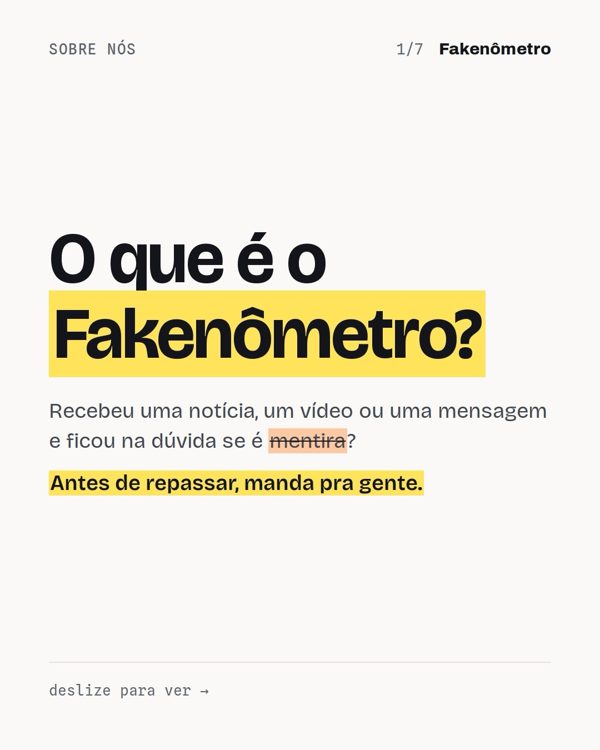 SOBRE NÓS
1/7 Fakenômetro
O que é o
Fakenômetro?
Recebeu uma notícia, um vídeo ou uma mensagem
e ficou na dúvida se é mentira?
Antes de repassar, manda pra gente.
deslize para ver →